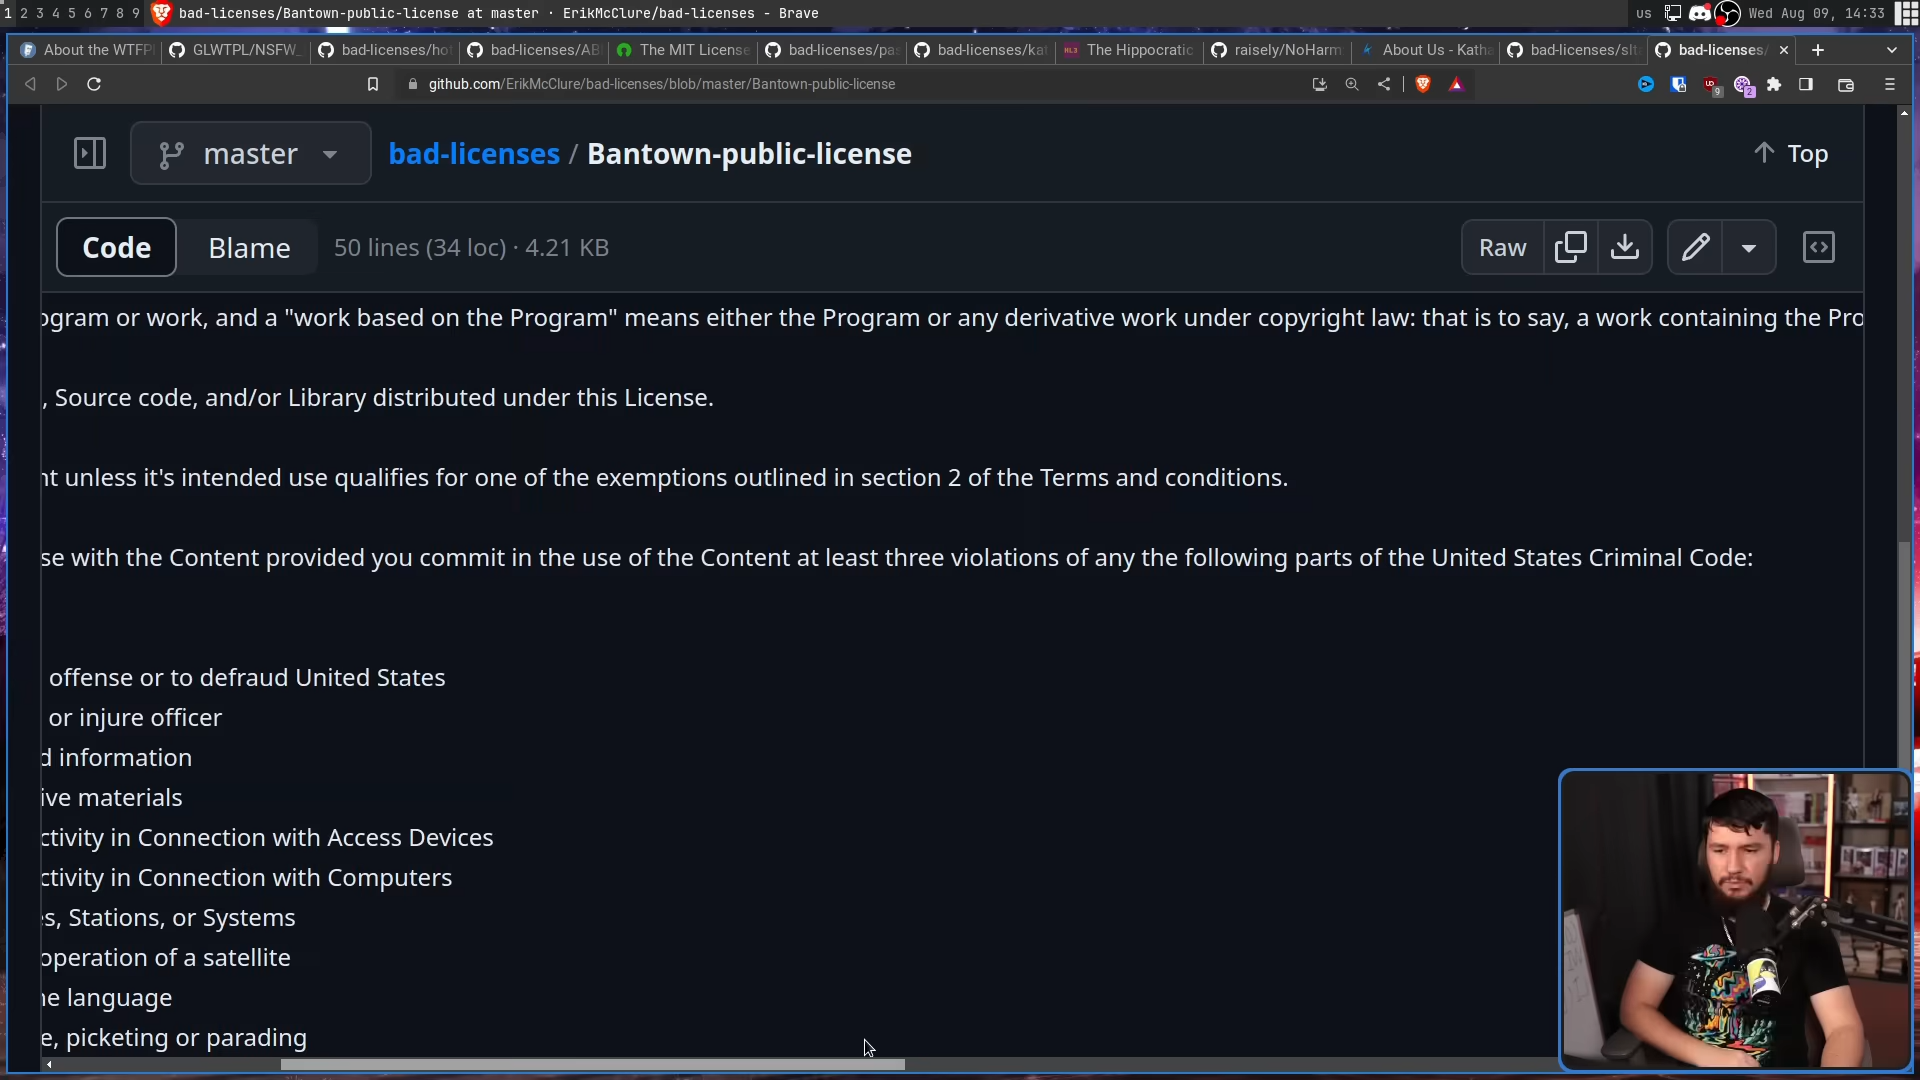 1 2 3 4 5 6 7 8 9 bad-licenses/Bantown-public-license at master · ErikMcClure/bad-licenses - Brave us Wed Aug 09, 14:33
About the WTFP GLWTPL/NSFW_ bad-licenses/hot bad-licenses/AB The MIT License bad-licenses/pas bad-licenses/kat The Hippocratic raisely/NoHarm About Us - Katha bad-licenses/slta bad-licenses/
github.com/ErikMcClure/bad-licenses/blob/master/Bantown-public-license 9 2
master bad-licenses / Bantown-public-license Top
Code Blame 50 lines (34 loc) · 4.21 KB Raw
ogram or work, and a "work based on the Program" means either the Program or any derivative work under copyright law: that is to say, a work containing the Pro
, Source code, and/or Library distributed under this License.
nt unless it's intended use qualifies for one of the exemptions outlined in section 2 of the Terms and conditions.
se with the Content provided you commit in the use of the Content at least three violations of any the following parts of the United States Criminal Code:
offense or to defraud United States
or injure officer
d information
ive materials
ctivity in Connection with Access Devices
ctivity in Connection with Computers
es, Stations, or Systems
operation of a satellite
ne language
e, picketing or parading